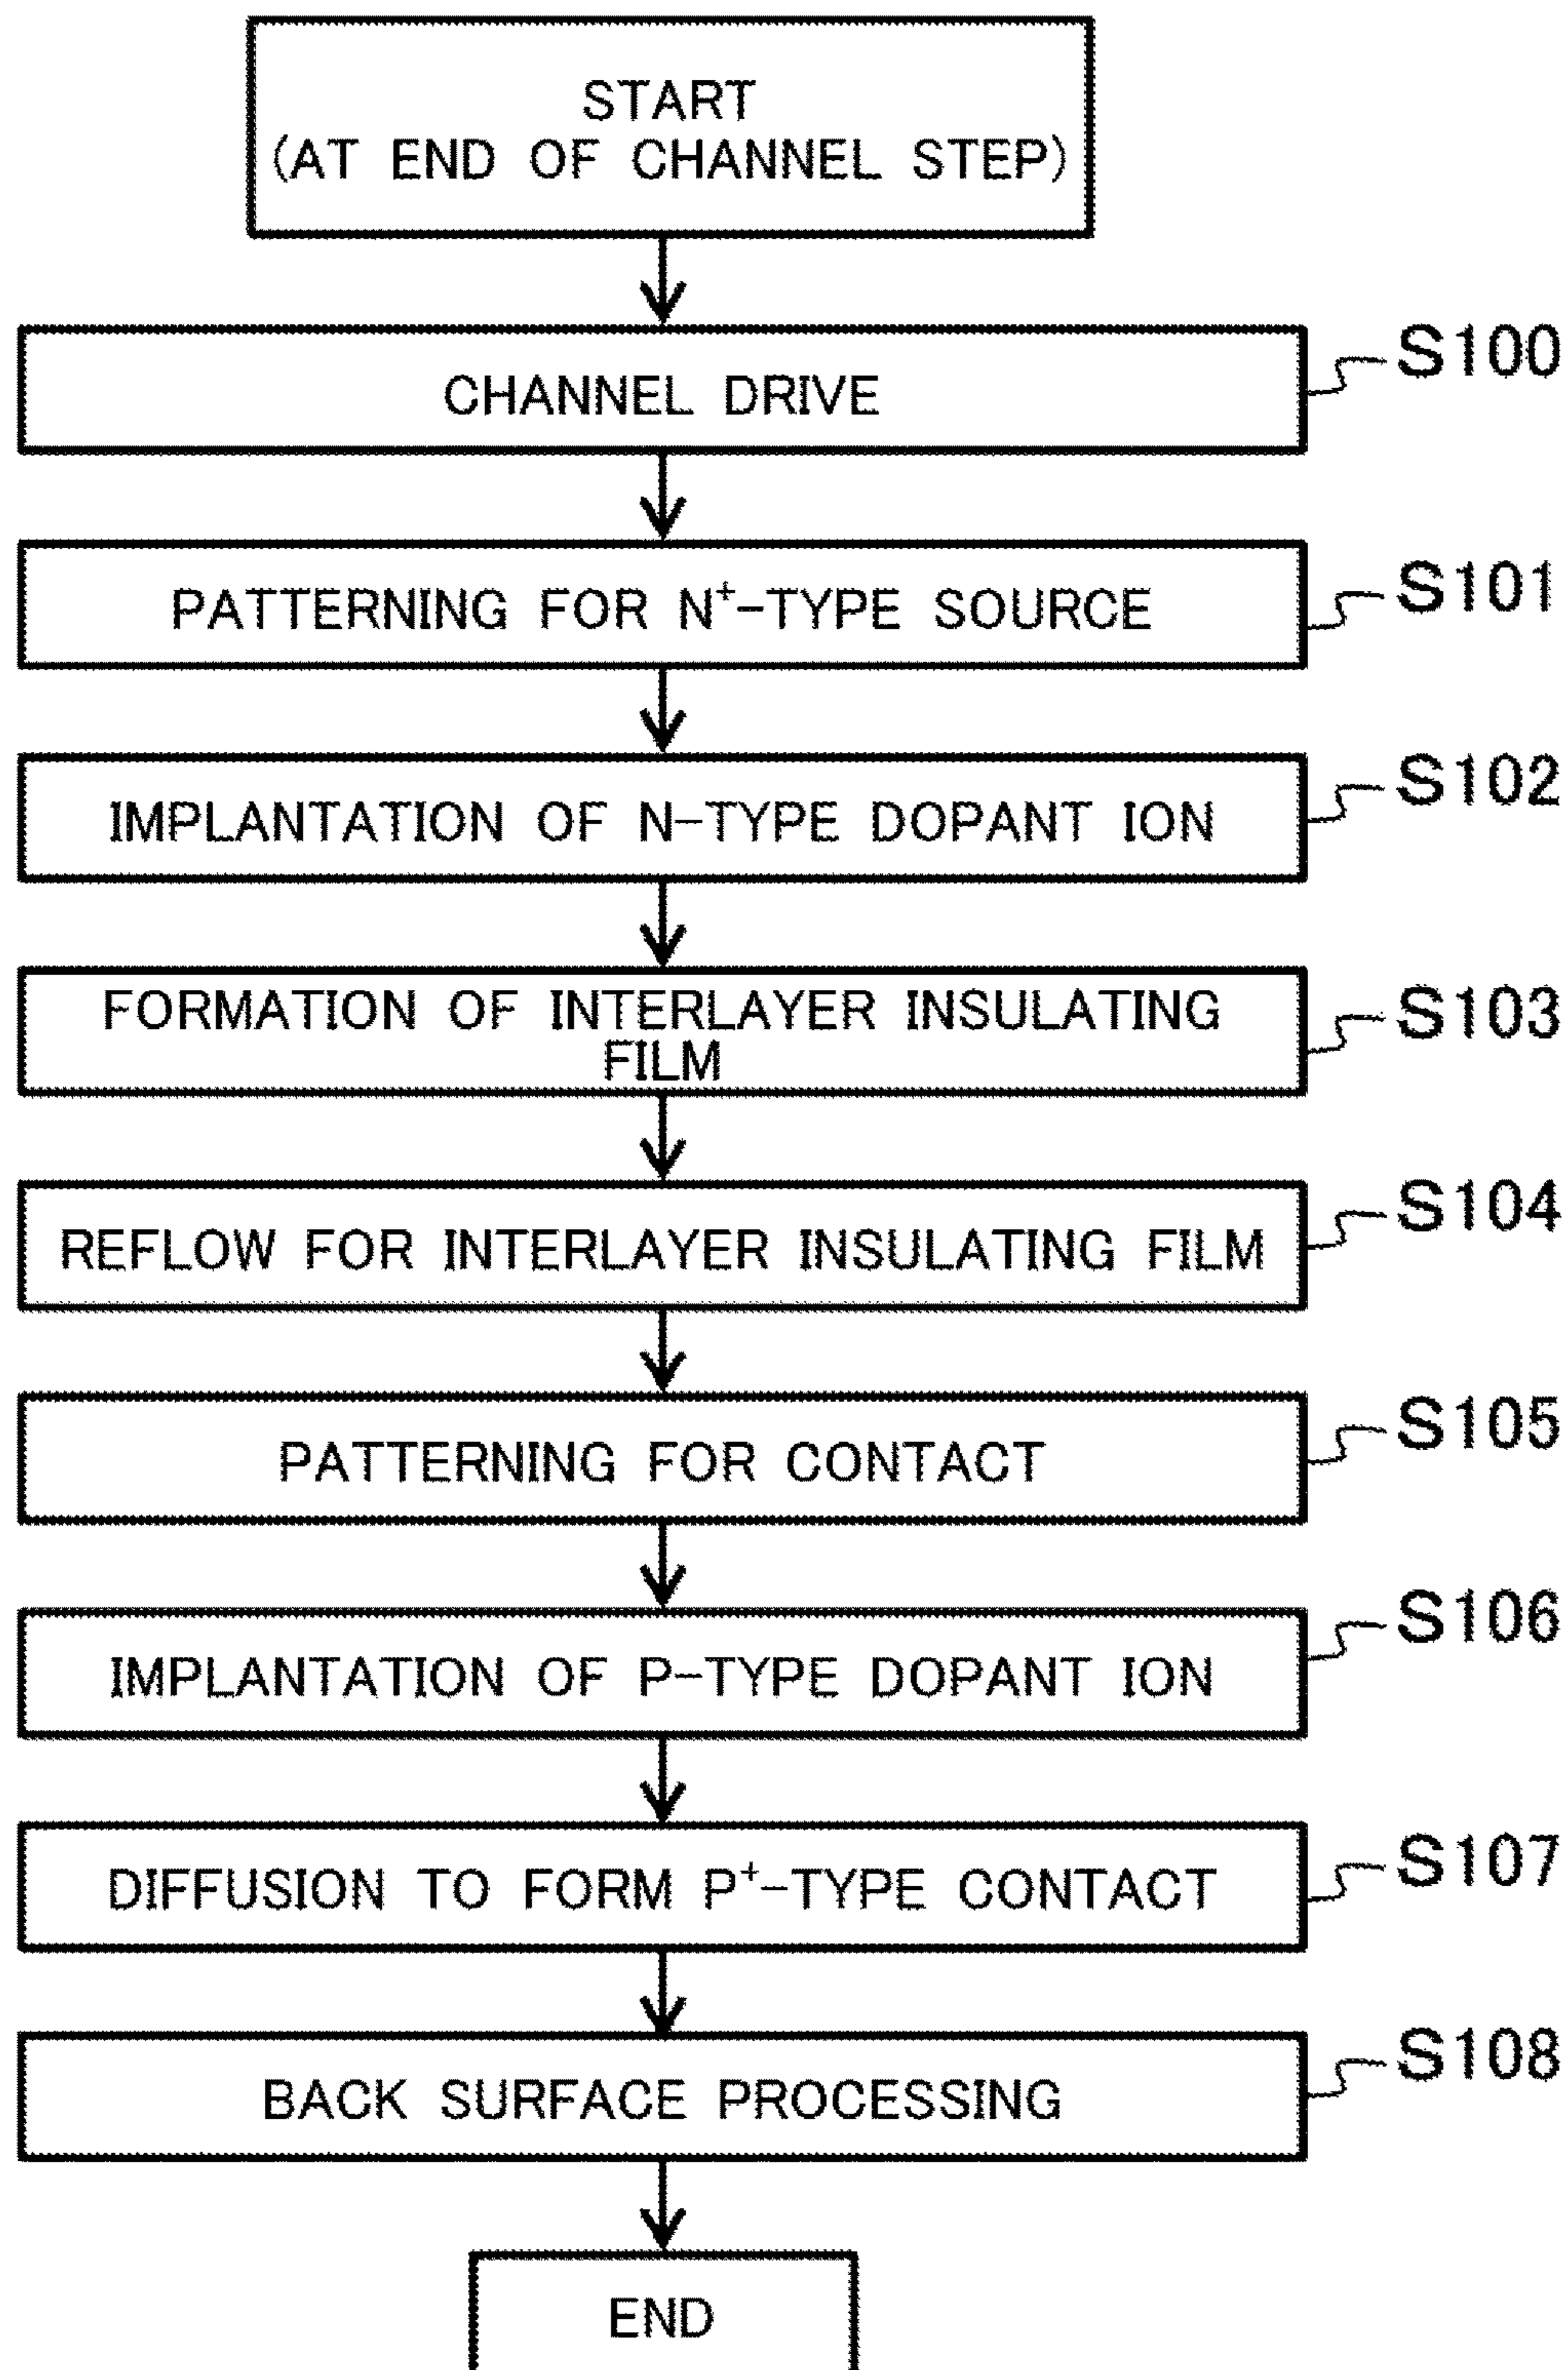 START
(AT END OF CHANNEL STEP)
CHANNEL DRIVE
S100
PATTERNING FOR N⁺-TYPE SOURCE
S101
IMPLANTATION OF N-TYPE DOPANT ION
S102
FORMATION OF INTERLAYER INSULATING
FILM
S103
REFLOW FOR INTERLAYER INSULATING FILM
S104
PATTERNING FOR CONTACT
S105
IMPLANTATION OF P-TYPE DOPANT ION
S106
DIFFUSION TO FORM P⁺-TYPE CONTACT
S107
BACK SURFACE PROCESSING
S108
END